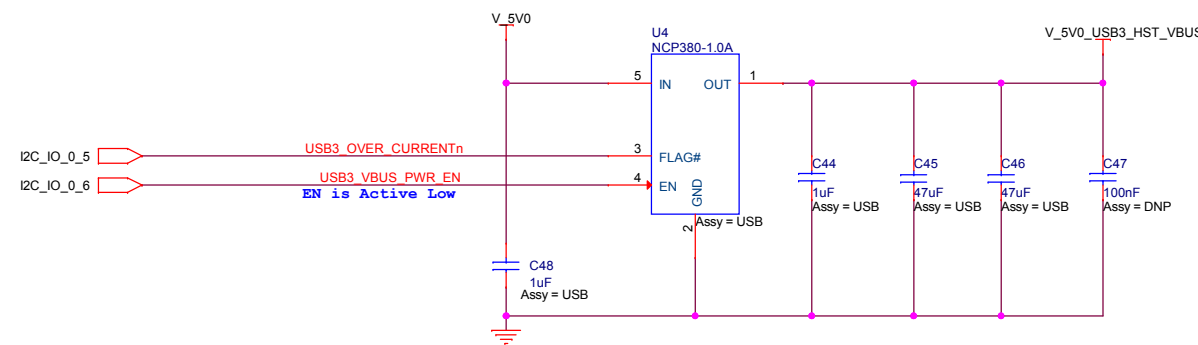 V_5V0
U4
NCP380-1.0A
V_5V0_USB3_HST_VBUS
5
IN
OUT
1
I2C_IO_0_5
USB3_OVER_CURRENTn
3
FLAG#
I2C_IO_0_6
USB3_VBUS_PWR_EN
4
EN
EN is Active Low
GND
2
Assy = USB
C44
1uF
Assy = USB
C45
47uF
Assy = USB
C46
47uF
Assy = USB
C47
100nF
Assy = DNP
C48
1uF
Assy = USB